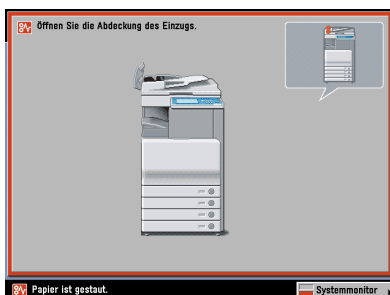 Öffnen Sie die Abdeckung des Einzugs.
Papier ist gestaut.
Systemmonitor